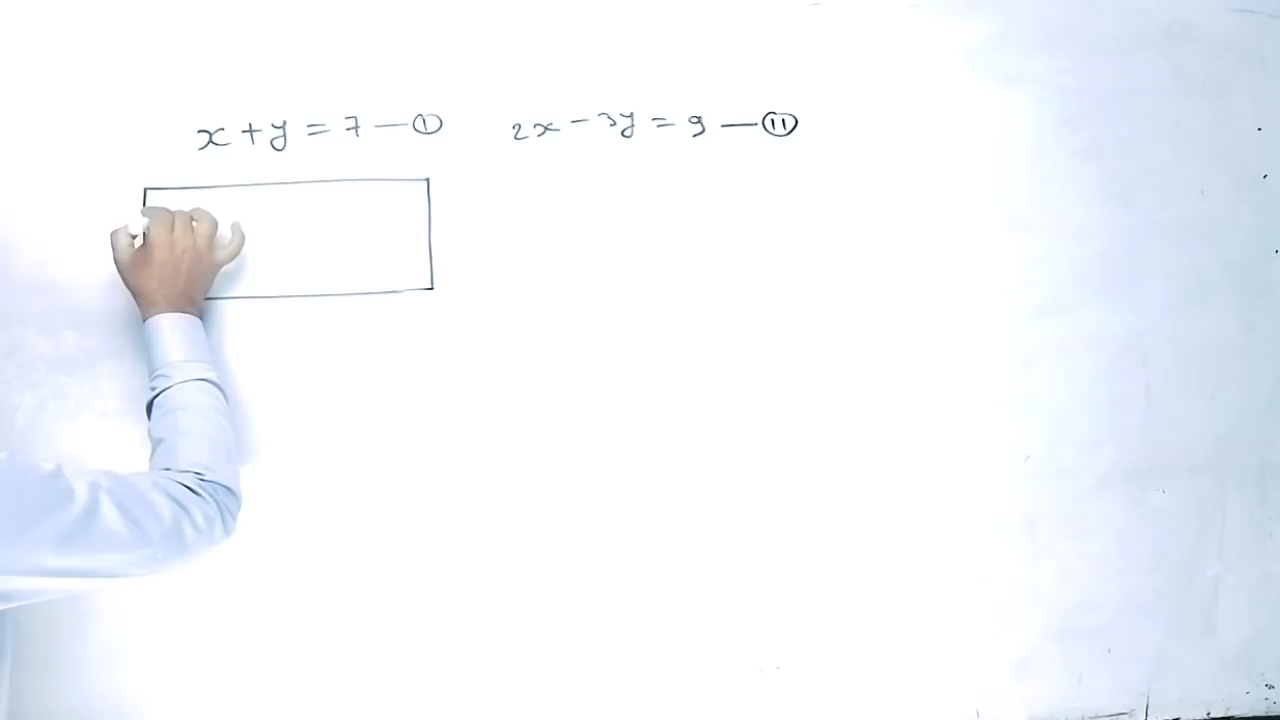 x + y = 7 — ① 2x - 3y = 9 — ⑪